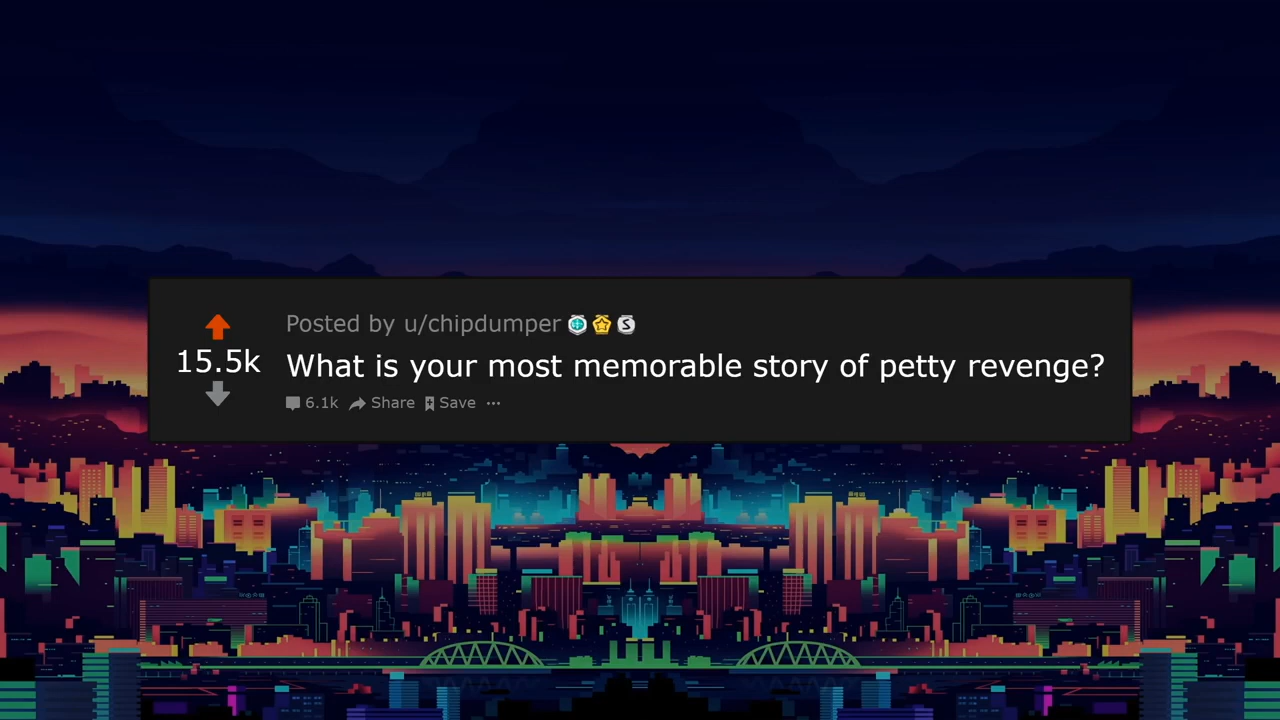 Posted by u/chipdumper
15.5k
What is your most memorable story of petty revenge?
6.1k Share Save ...